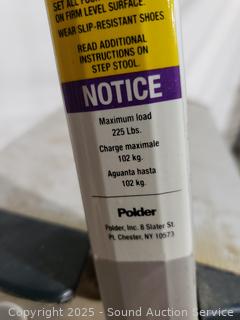 SET ALL FOUR
ON FIRM LEVEL SURFACE.
WEAR SLIP-RESISTANT SHOES.
READ ADDITIONAL
INSTRUCTIONS ON
STEP STOOL.
NOTICE
Maximum load
225 Lbs.
Charge maximale
102 kg.
Aguanta hasta
102 kg.
Polder
Polder, Inc. 8 Slater St.
Pt. Chester, NY 10573
Copyright 2025 - Sound Auction Service